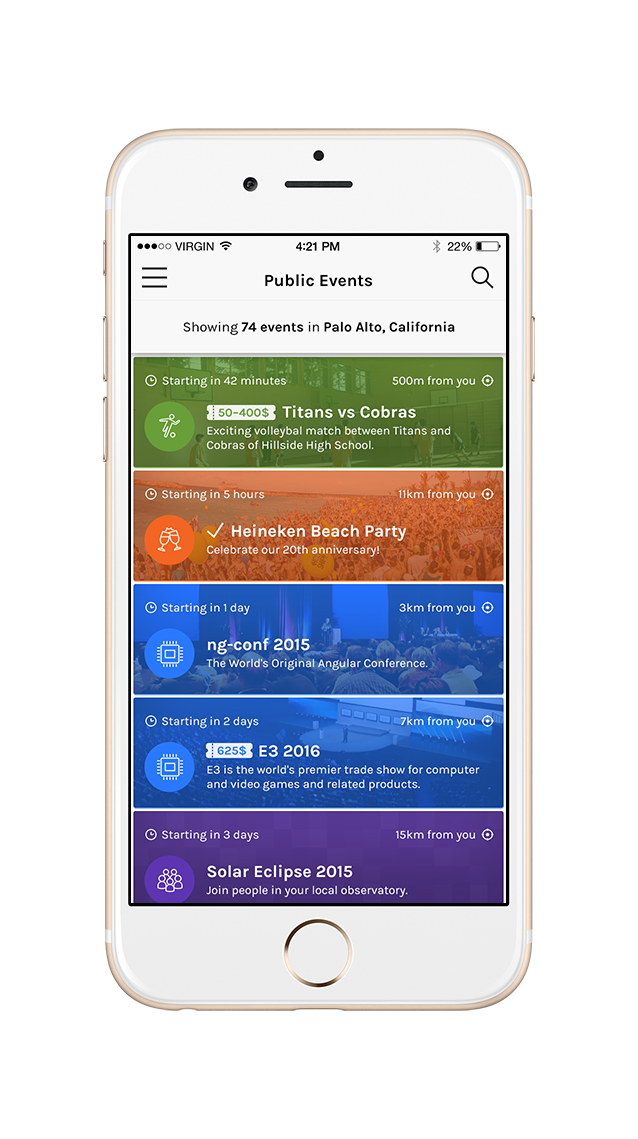 VIRGIN 4:21 PM 22%
Public Events
Showing 74 events in Palo Alto, California
Starting in 42 minutes 500m from you
50-400$ Titans vs Cobras
Exciting volleybal match between Titans and
Cobras of Hillside High School.
Starting in 5 hours 11km from you
Heineken Beach Party
Celebrate our 20th anniversary!
Starting in 1 day 3km from you
ng-conf 2015
The World's Original Angular Conference.
Starting in 2 days 7km from you
625$ E3 2016
E3 is the world's premier trade show for computer
and video games and related products.
Starting in 3 days 15km from you
Solar Eclipse 2015
Join people in your local observatory.